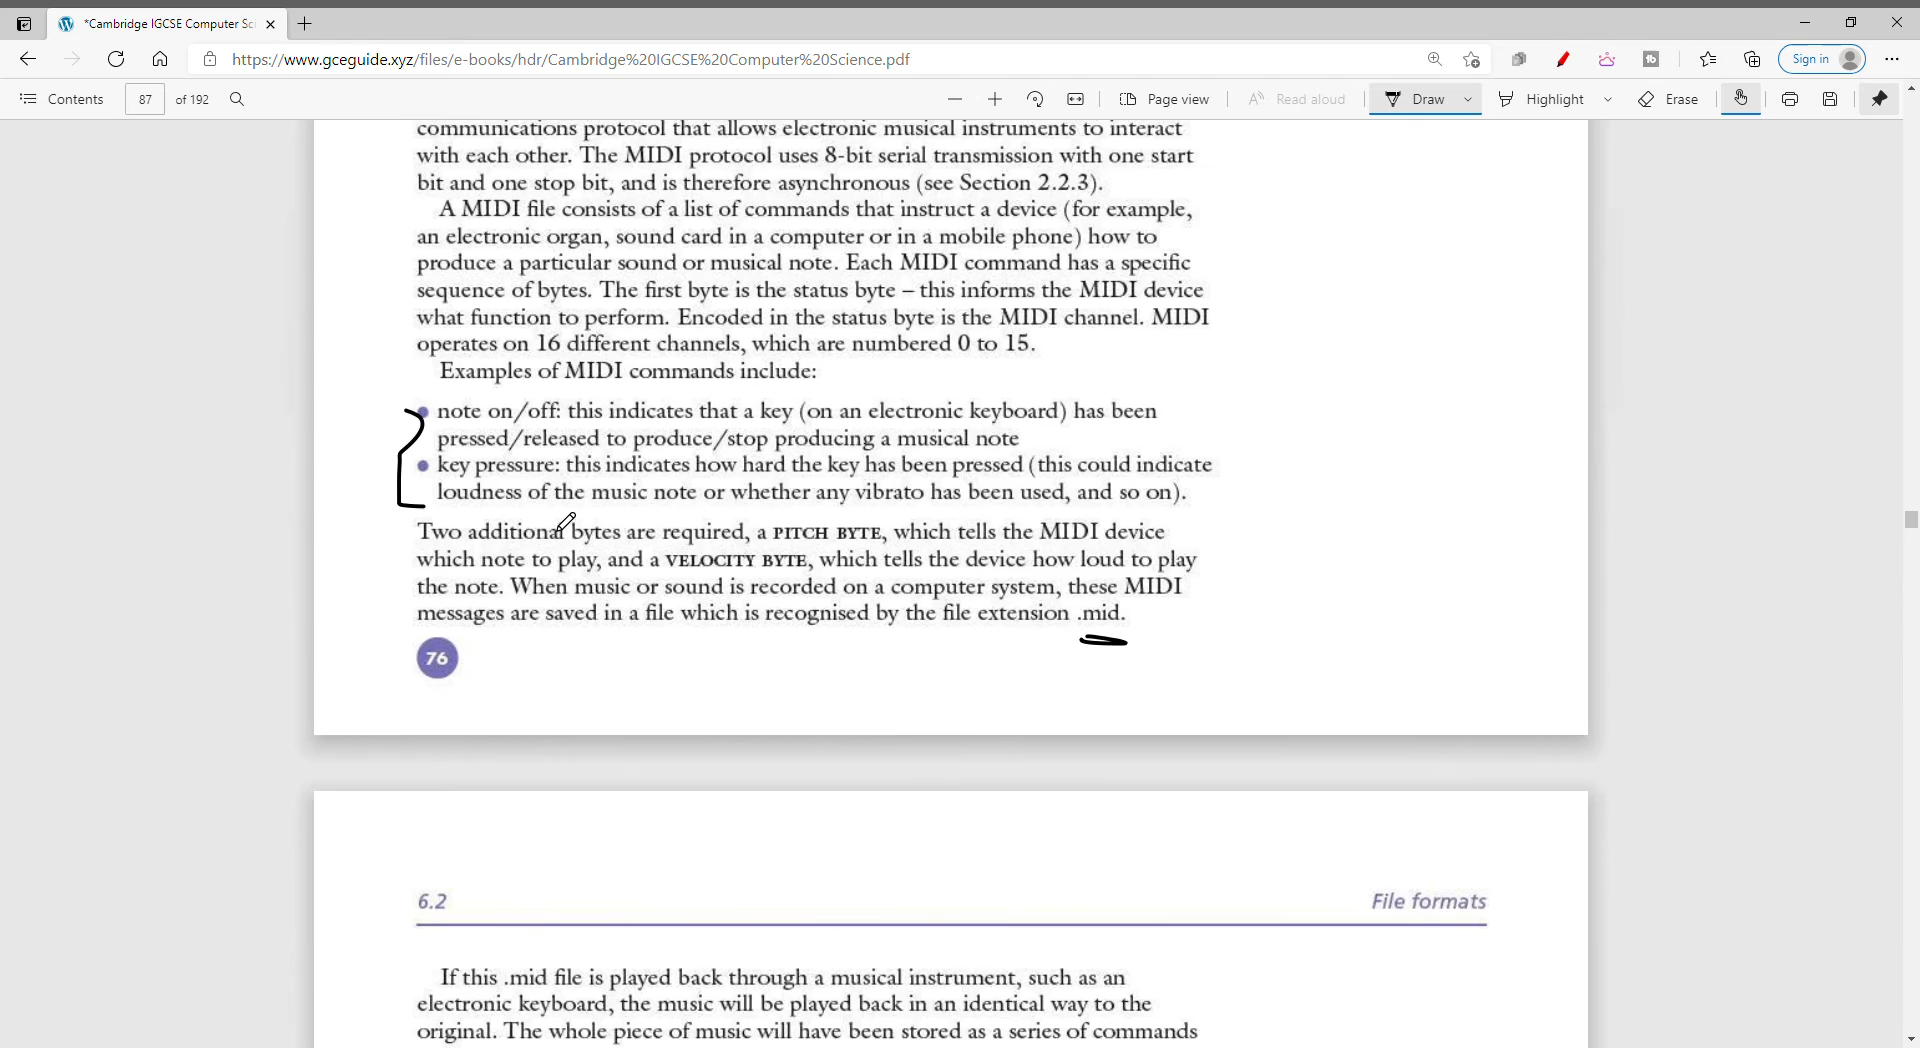 *Cambridge IGCSE Computer Sc
https://www.gceguide.xyz/files/e-books/hdr/Cambridge%20IGCSE%20Computer%20Science.pdf
Sign in
Contents
87 of 192
Page view
Read aloud
Draw
Highlight
Erase
communications protocol that allows electronic musical instruments to interact
with each other. The MIDI protocol uses 8-bit serial transmission with one start
bit and one stop bit, and is therefore asynchronous (see Section 2.2.3).
A MIDI file consists of a list of commands that instruct a device (for example,
an electronic organ, sound card in a computer or in a mobile phone) how to
produce a particular sound or musical note. Each MIDI command has a specific
sequence of bytes. The first byte is the status byte – this informs the MIDI device
what function to perform. Encoded in the status byte is the MIDI channel. MIDI
operates on 16 different channels, which are numbered 0 to 15.
Examples of MIDI commands include:
● note on/off: this indicates that a key (on an electronic keyboard) has been
pressed/released to produce/stop producing a musical note
● key pressure: this indicates how hard the key has been pressed (this could indicate
loudness of the music note or whether any vibrato has been used, and so on).
Two additional bytes are required, a PITCH BYTE, which tells the MIDI device
which note to play, and a VELOCITY BYTE, which tells the device how loud to play
the note. When music or sound is recorded on a computer system, these MIDI
messages are saved in a file which is recognised by the file extension .mid.
76
6.2
File formats
If this .mid file is played back through a musical instrument, such as an
electronic keyboard, the music will be played back in an identical way to the
original. The whole piece of music will have been stored as a series of commands